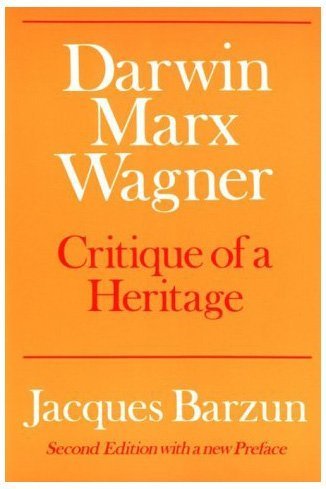 Darwin
Marx
Wagner
Critique of a
Heritage
Jacques Barzun
Second Edition with a new Preface